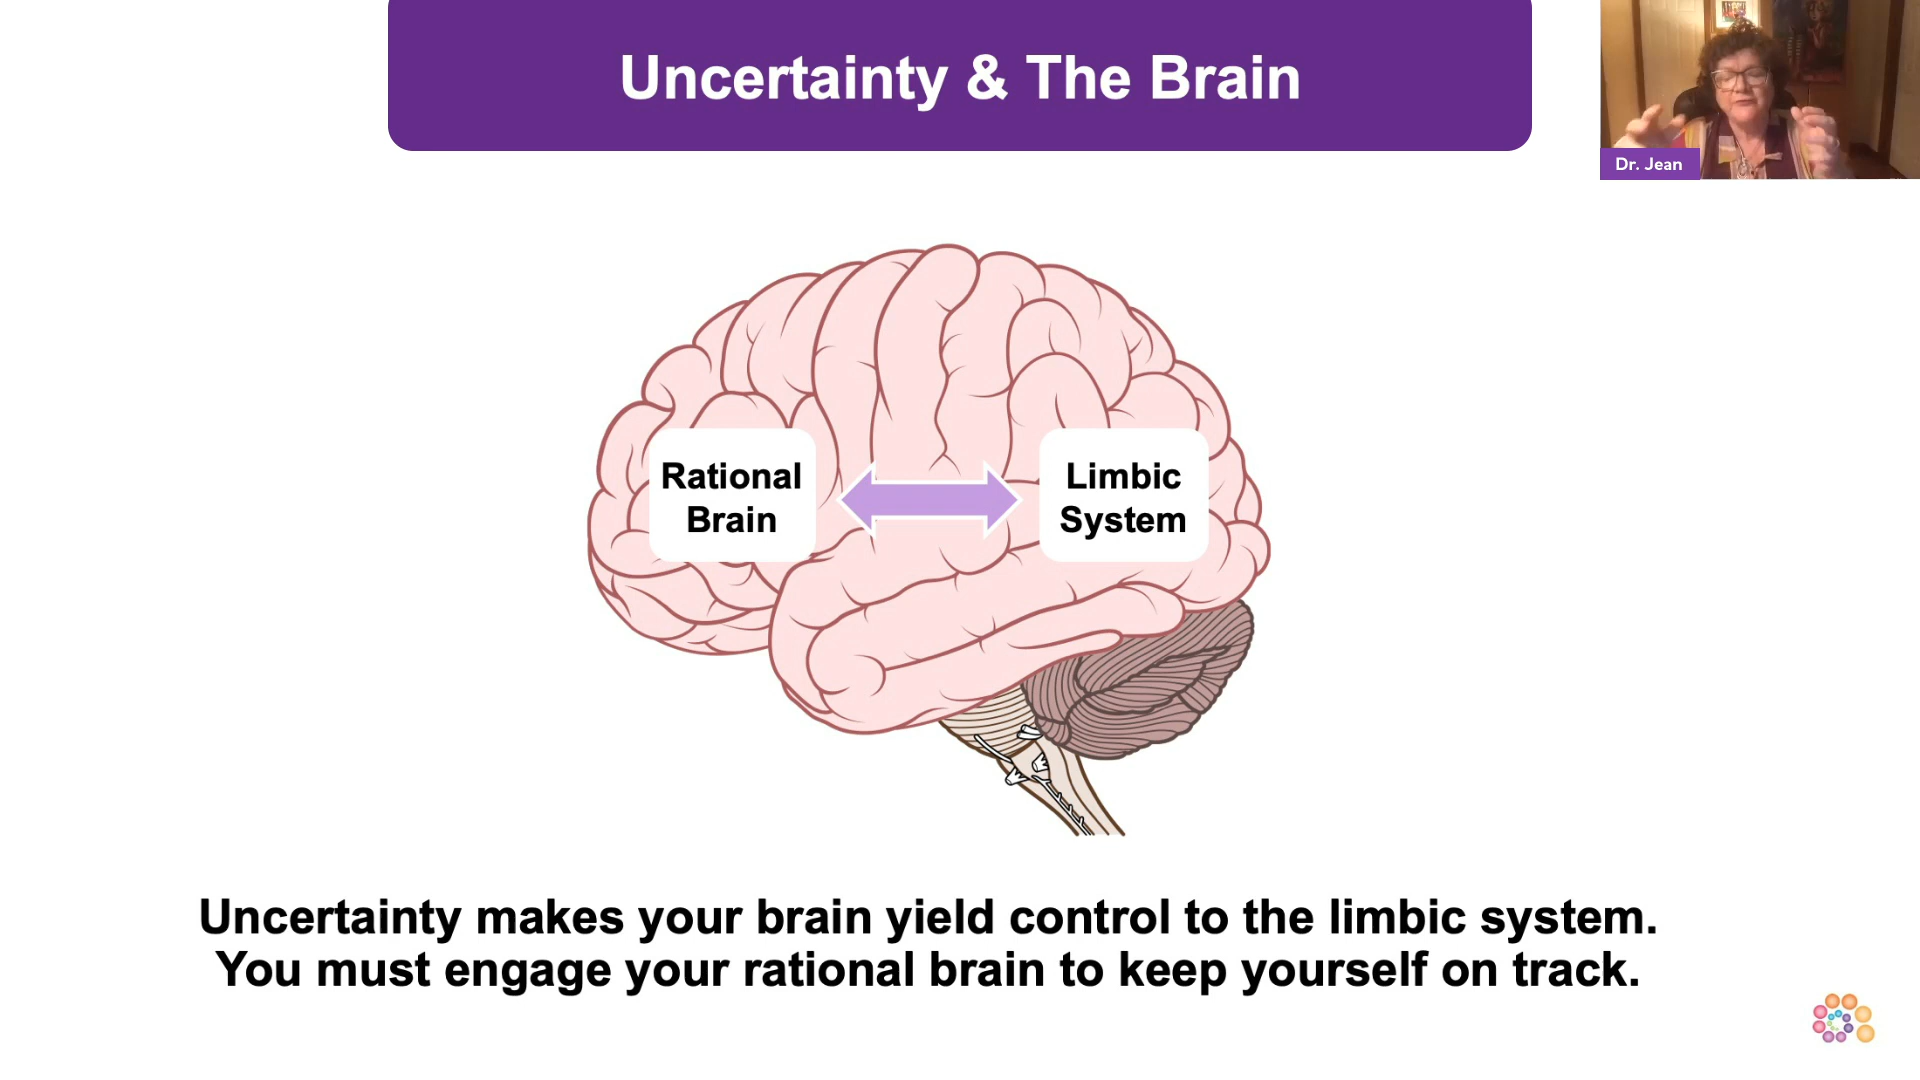 Uncertainty & The Brain
Dr. Jean
Rational
Brain
Limbic
System
Uncertainty makes your brain yield control to the limbic system.
You must engage your rational brain to keep yourself on track.